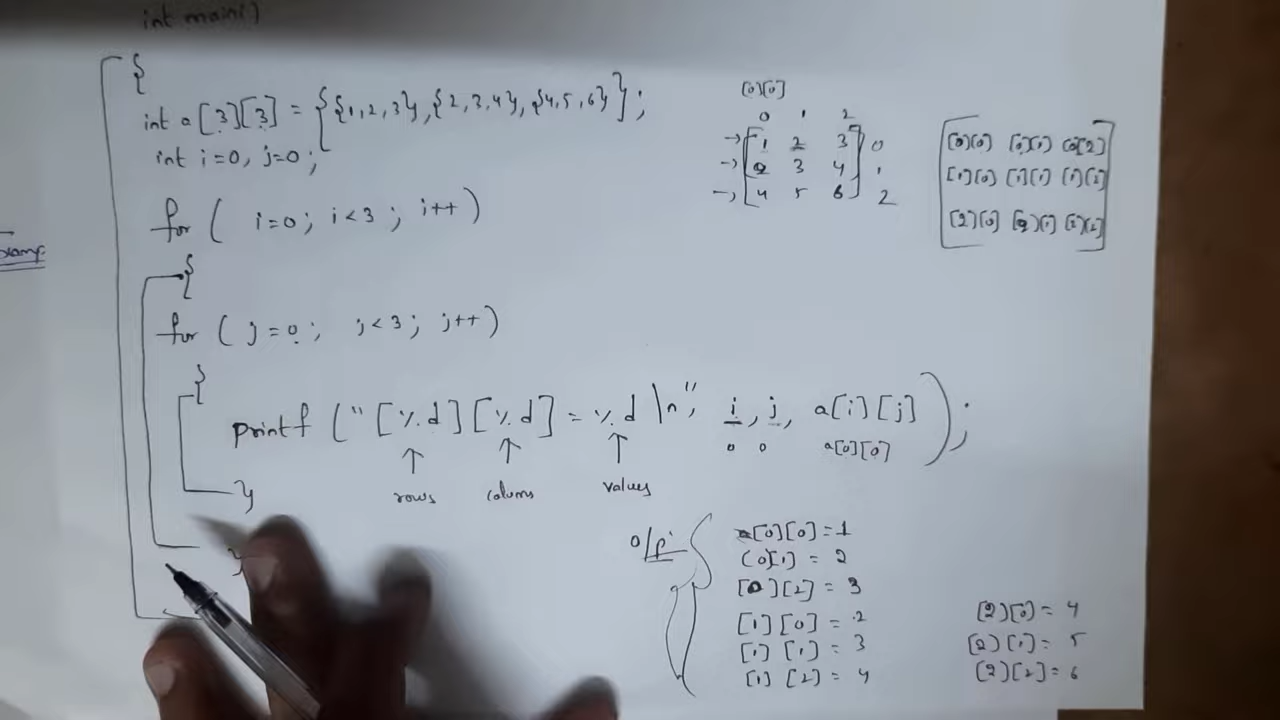 int main()
{
int a[3][3] = {{1,2,3},{2,3,4},{4,5,6}};
int i=0, j=0;
for ( i=0; i<3; i++)
{
for ( j=0; j<3; j++)
{
printf ("[%d][%d] = %d \n", i, j, a[i][j]);
0 0 a[0][0]
rows colums values
}
}
[0][0]
0 1 2
1 2 3 0
2 3 4 1
4 5 6 2
[0][0] [0][1] [0][2]
[1][0] [1][1] [1][2]
[2][0] [2][1] [2][2]
o/p:
a[0][0] = 1
[0][1] = 2
[0][2] = 3
[1][0] = 2
[1][1] = 3
[1][2] = 4
[2][0] = 4
[2][1] = 5
[2][2] = 6